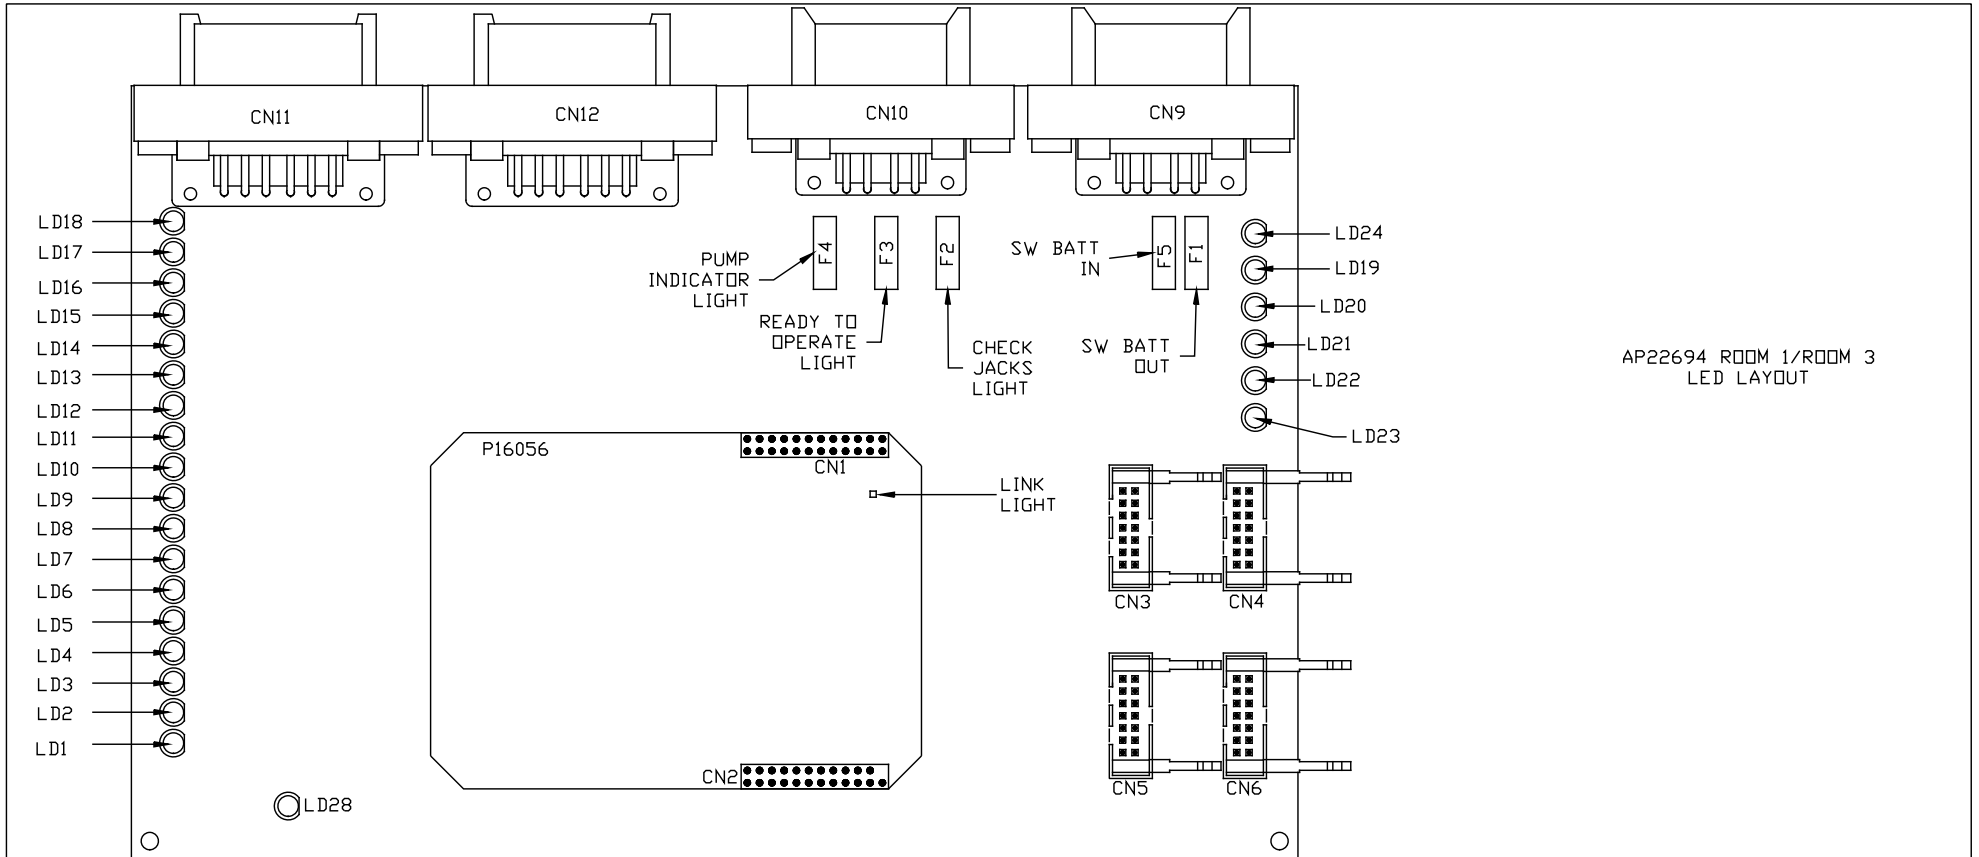 CN11
CN12
CN10
CN9
LD18
LD17
LD16
LD15
LD14
LD13
LD12
LD11
LD10
LD9
LD8
LD7
LD6
LD5
LD4
LD3
LD2
LD1
LD28
F4
F3
F2
F5
F1
PUMP
INDICATOR
LIGHT
READY TO
OPERATE
LIGHT
CHECK
JACKS
LIGHT
SW BATT
IN
SW BATT
OUT
LD24
LD19
LD20
LD21
LD22
LD23
P16056
CN1
LINK
LIGHT
CN2
CN3
CN4
CN5
CN6
AP22694 ROOM 1/ROOM 3
LED LAYOUT